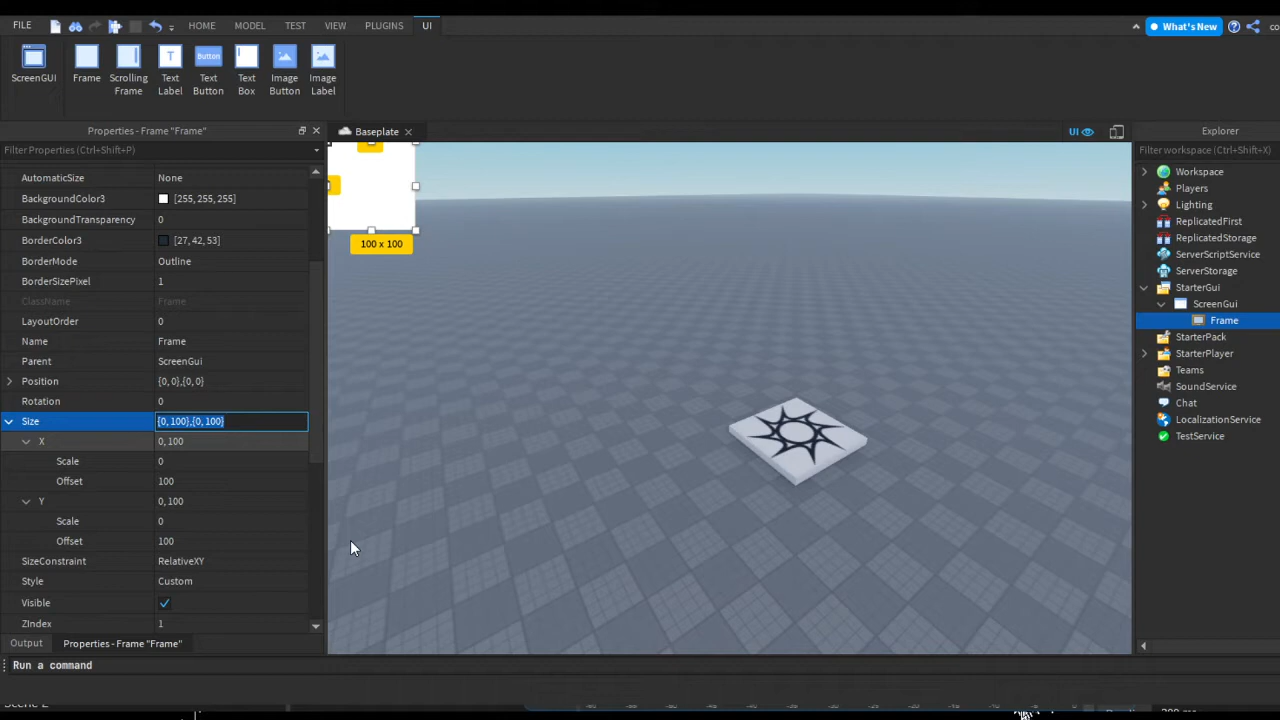 FILE HOME MODEL TEST VIEW PLUGINS UI What's New co
ScreenGUI Frame Scrolling Frame Text Label Text Button Text Box Image Button Image Label
Button
T
Properties - Frame "Frame"
Baseplate
UI
Explorer
Filter Properties (Ctrl+Shift+P)
Filter workspace (Ctrl+Shift+X)
AutomaticSize None
BackgroundColor3 [255, 255, 255]
BackgroundTransparency 0
BorderColor3 [27, 42, 53]
BorderMode Outline
BorderSizePixel 1
ClassName Frame
LayoutOrder 0
Name Frame
Parent ScreenGui
Position {0, 0},{0, 0}
Rotation 0
Size {0, 100},{0, 100}
X 0, 100
Scale 0
Offset 100
Y 0, 100
Scale 0
Offset 100
SizeConstraint RelativeXY
Style Custom
Visible
ZIndex 1
Output Properties - Frame "Frame"
Run a command
100 x 100
Workspace
Players
Lighting
ReplicatedFirst
ReplicatedStorage
ServerScriptService
ServerStorage
StarterGui
ScreenGui
Frame
StarterPack
StarterPlayer
Teams
SoundService
Chat
LocalizationService
TestService